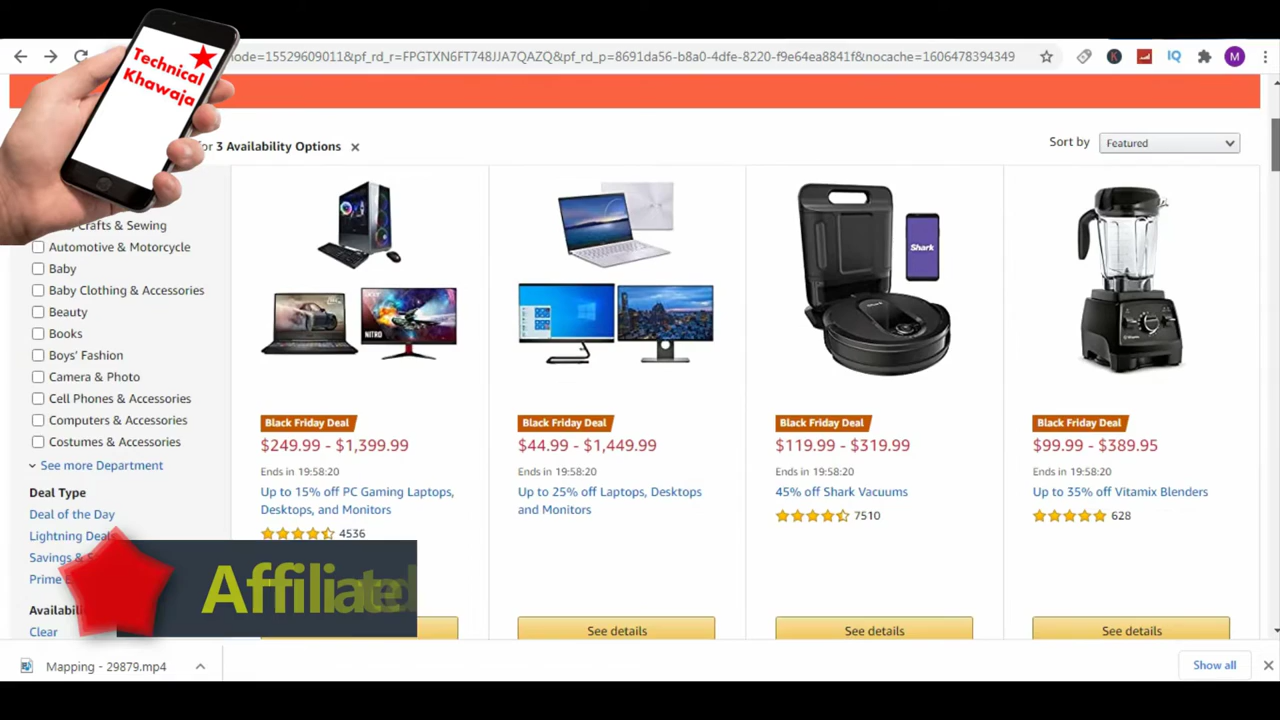 Technical
Khawaja
node=15529609011&pf_rd_r=FPGTXN6FT748JJA7QAZQ&pf_rd_p=8691da56-b8a0-4dfe-8220-f9e64ea8841f&nocache=1606478394349
IQ
M
for 3 Availability Options
Sort by
Featured
Crafts & Sewing
Automotive & Motorcycle
Baby
Baby Clothing & Accessories
Beauty
Books
Boys' Fashion
Camera & Photo
Cell Phones & Accessories
Computers & Accessories
Costumes & Accessories
See more Department
Deal Type
Deal of the Day
Lightning Deals
Savings &
Prime
Availability
Clear
NITRO
Black Friday Deal
$249.99 - $1,399.99
Ends in 19:58:20
Up to 15% off PC Gaming Laptops,
Desktops, and Monitors
4536
Black Friday Deal
$44.99 - $1,449.99
Ends in 19:58:20
Up to 25% off Laptops, Desktops
and Monitors
See details
Shark
Black Friday Deal
$119.99 - $319.99
Ends in 19:58:20
45% off Shark Vacuums
7510
See details
Black Friday Deal
$99.99 - $389.95
Ends in 19:58:20
Up to 35% off Vitamix Blenders
628
See details
Affiliate
Mapping - 29879.mp4
Show all